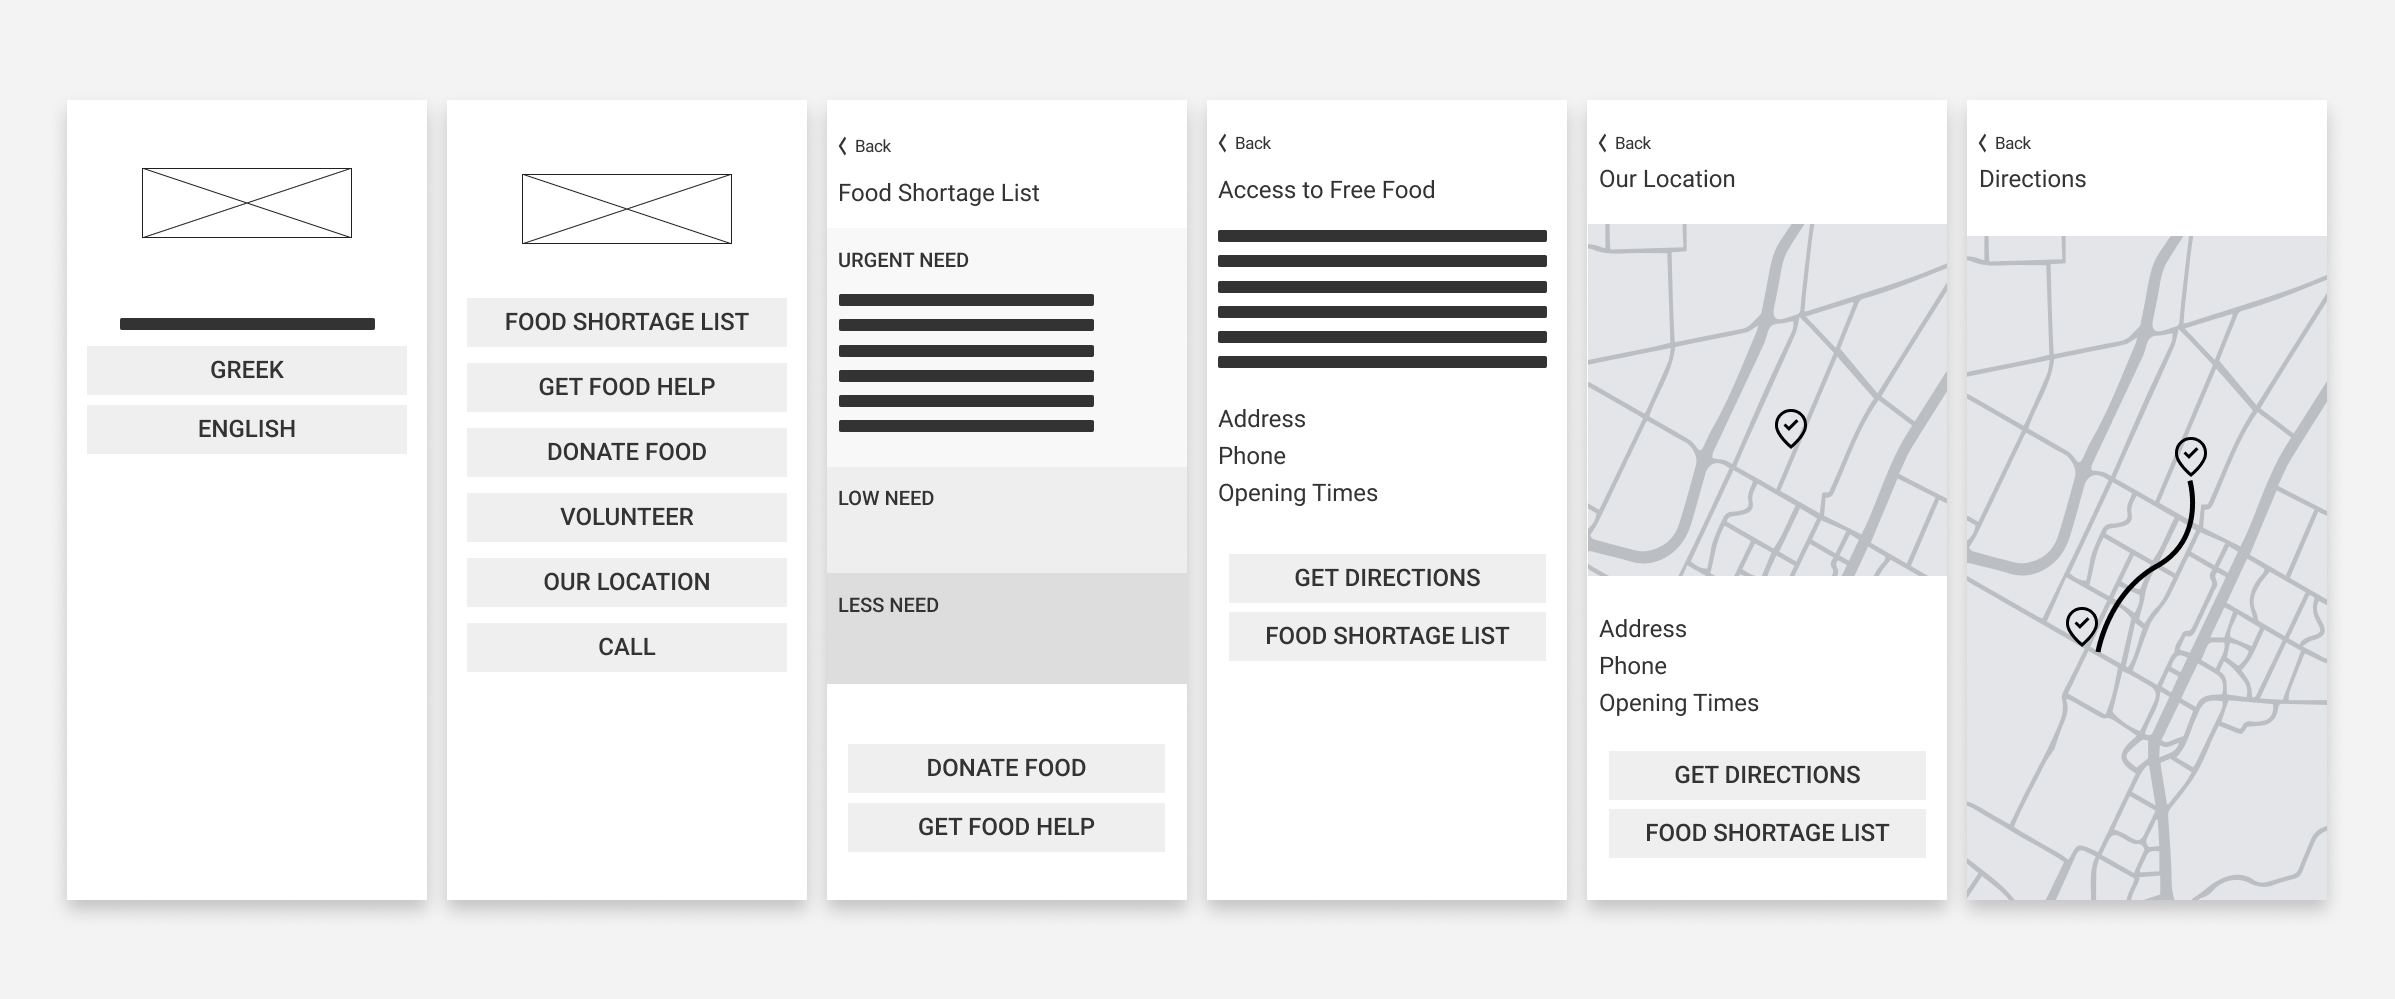 GREEK
ENGLISH
FOOD SHORTAGE LIST
GET FOOD HELP
DONATE FOOD
VOLUNTEER
OUR LOCATION
CALL
Back
Food Shortage List
URGENT NEED
LOW NEED
LESS NEED
DONATE FOOD
GET FOOD HELP
Back
Access to Free Food
Address
Phone
Opening Times
GET DIRECTIONS
FOOD SHORTAGE LIST
Back
Our Location
Address
Phone
Opening Times
GET DIRECTIONS
FOOD SHORTAGE LIST
Back
Directions